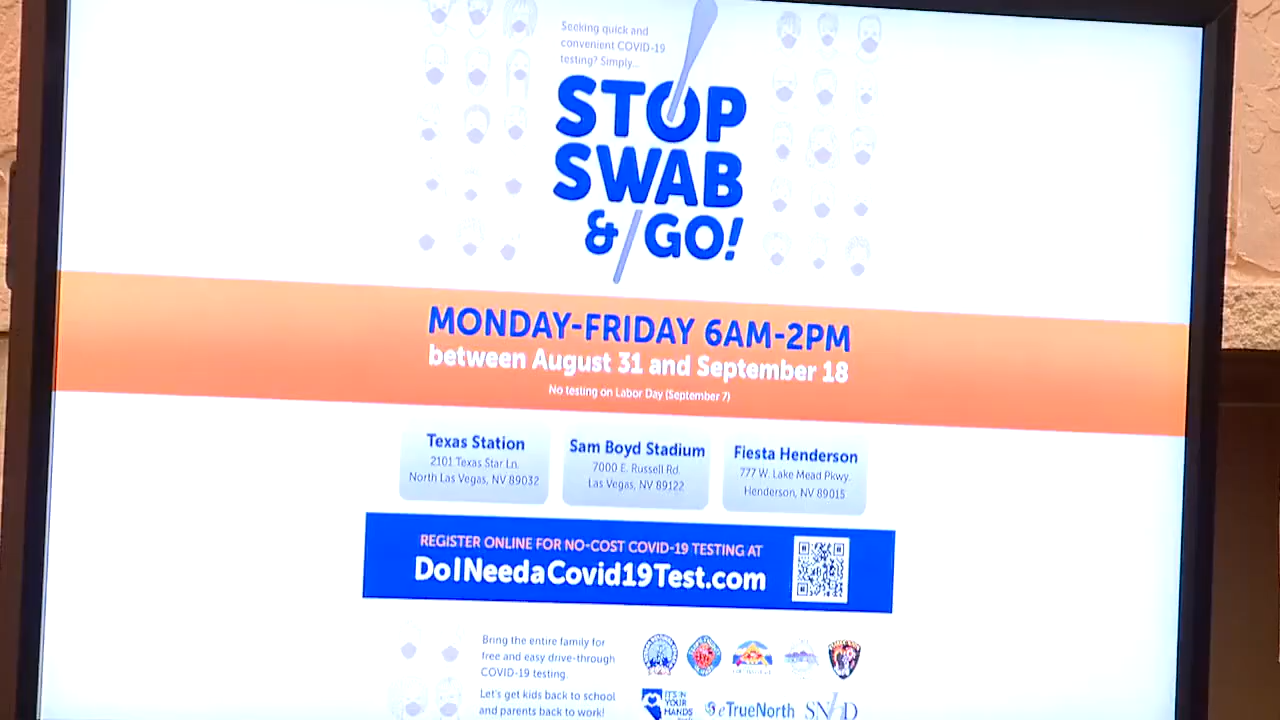 Seeking quick and
convenient COVID-19
testing? Simply...
STOP
SWAB
& GO!
MONDAY-FRIDAY 6AM-2PM
between August 31 and September 18
No testing on Labor Day (September 7)
Texas Station
2101 Texas Star Ln.
North Las Vegas, NV 89032
Sam Boyd Stadium
7000 E. Russell Rd.
Las Vegas, NV 89122
Fiesta Henderson
777 W. Lake Mead Pkwy.
Henderson, NV 89015
REGISTER ONLINE FOR NO-COST COVID-19 TESTING AT
DoINeedaCovid19Test.com
Bring the entire family for
free and easy drive-through
COVID-19 testing.
Let's get kids back to school
and parents back to work!
IT'S IN
YOUR
HANDS
eTrueNorth